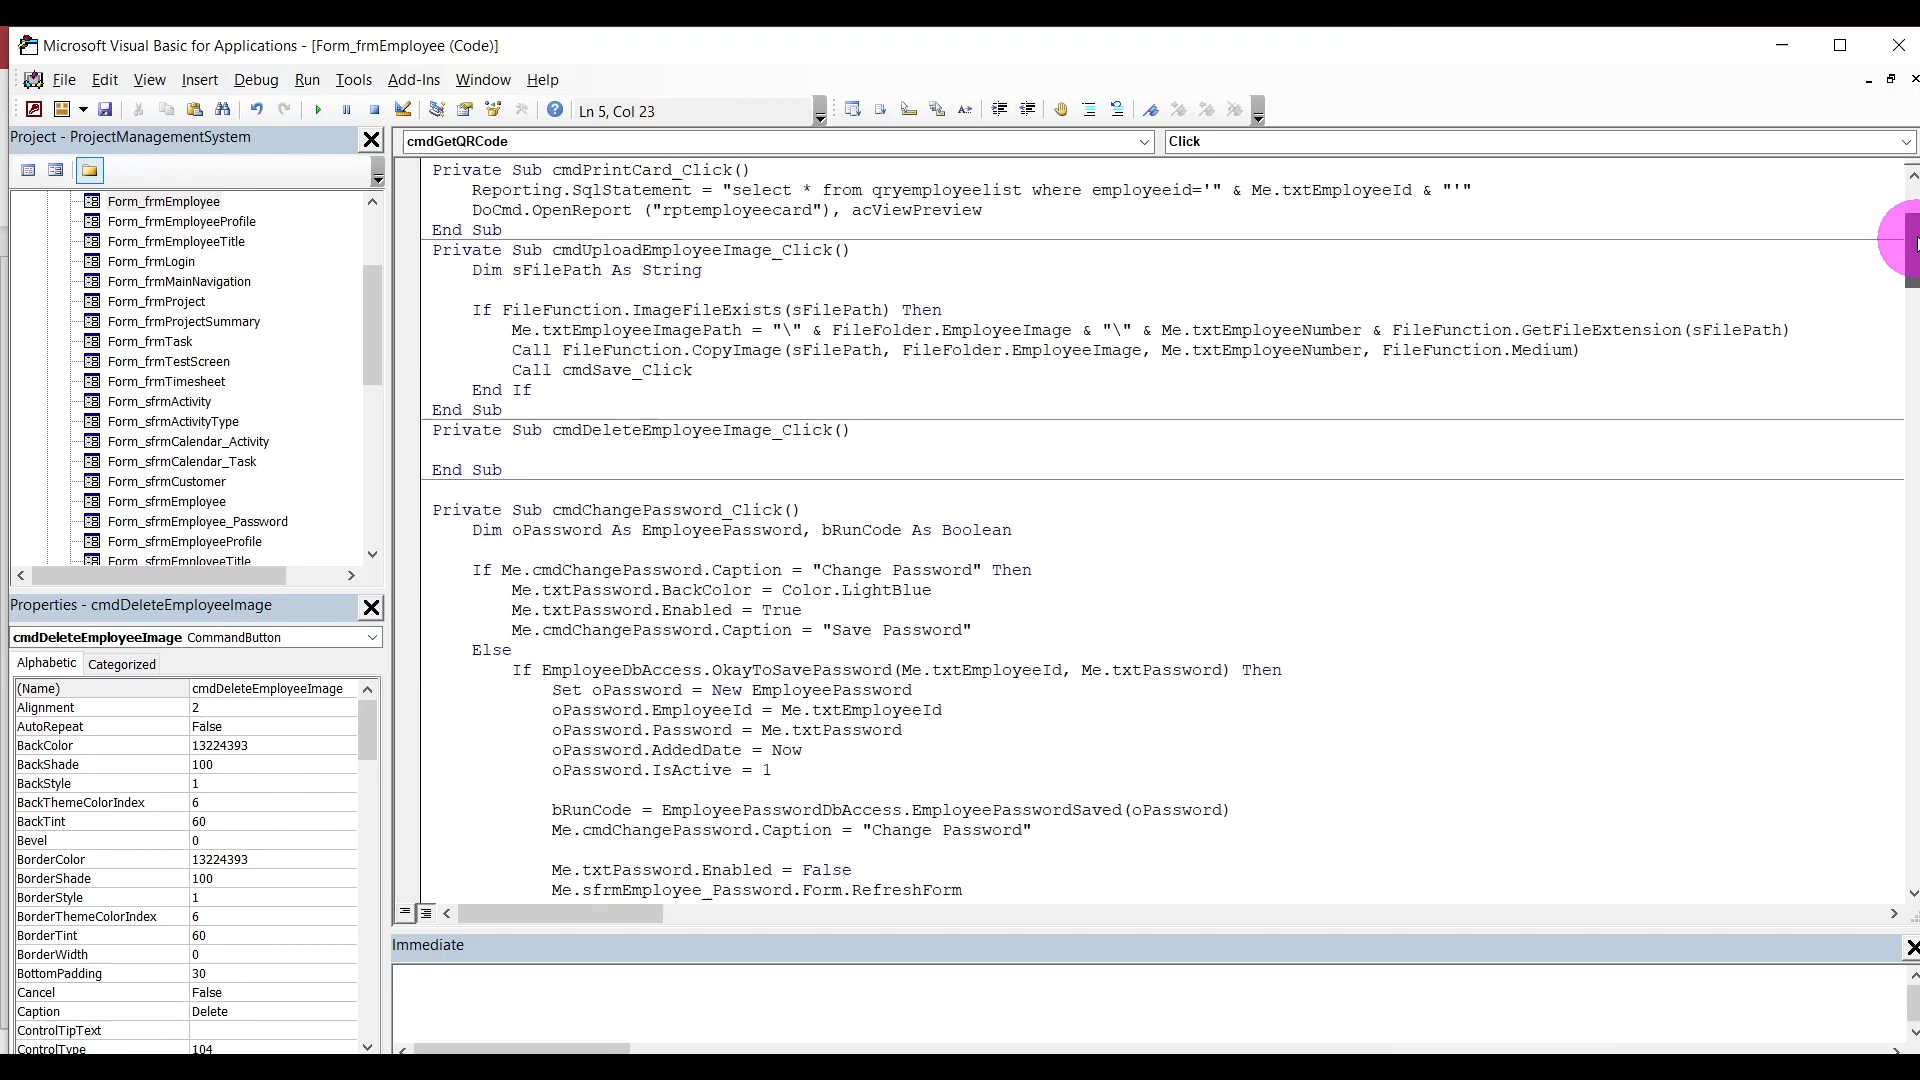 Microsoft Visual Basic for Applications - [Form_frmEmployee (Code)]
File Edit View Insert Debug Run Tools Add-Ins Window Help
Ln 5, Col 23
Project - ProjectManagementSystem
Form_frmEmployee
Form_frmEmployeeProfile
Form_frmEmployeeTitle
Form_frmLogin
Form_frmMainNavigation
Form_frmProject
Form_frmProjectSummary
Form_frmTask
Form_frmTestScreen
Form_frmTimesheet
Form_sfrmActivity
Form_sfrmActivityType
Form_sfrmCalendar_Activity
Form_sfrmCalendar_Task
Form_sfrmCustomer
Form_sfrmEmployee
Form_sfrmEmployee_Password
Form_sfrmEmployeeProfile
Form_sfrmEmployeeTitle
Properties - cmdDeleteEmployeeImage
cmdDeleteEmployeeImage CommandButton
Alphabetic Categorized
(Name) cmdDeleteEmployeeImage
Alignment 2
AutoRepeat False
BackColor 13224393
BackShade 100
BackStyle 1
BackThemeColorIndex 6
BackTint 60
Bevel 0
BorderColor 13224393
BorderShade 100
BorderStyle 1
BorderThemeColorIndex 6
BorderTint 60
BorderWidth 0
BottomPadding 30
Cancel False
Caption Delete
ControlTipText
ControlType 104
cmdGetQRCode Click
Private Sub cmdPrintCard_Click()
Reporting.SqlStatement = "select * from qryemployeelist where employeeid='" & Me.txtEmployeeId & "'"
DoCmd.OpenReport ("rptemployeecard"), acViewPreview
End Sub
Private Sub cmdUploadEmployeeImage_Click()
Dim sFilePath As String
If FileFunction.ImageFileExists(sFilePath) Then
Me.txtEmployeeImagePath = "\" & FileFolder.EmployeeImage & "\" & Me.txtEmployeeNumber & FileFunction.GetFileExtension(sFilePath)
Call FileFunction.CopyImage(sFilePath, FileFolder.EmployeeImage, Me.txtEmployeeNumber, FileFunction.Medium)
Call cmdSave_Click
End If
End Sub
Private Sub cmdDeleteEmployeeImage_Click()
End Sub
Private Sub cmdChangePassword_Click()
Dim oPassword As EmployeePassword, bRunCode As Boolean
If Me.cmdChangePassword.Caption = "Change Password" Then
Me.txtPassword.BackColor = Color.LightBlue
Me.txtPassword.Enabled = True
Me.cmdChangePassword.Caption = "Save Password"
Else
If EmployeeDbAccess.OkayToSavePassword(Me.txtEmployeeId, Me.txtPassword) Then
Set oPassword = New EmployeePassword
oPassword.EmployeeId = Me.txtEmployeeId
oPassword.Password = Me.txtPassword
oPassword.AddedDate = Now
oPassword.IsActive = 1
bRunCode = EmployeePasswordDbAccess.EmployeePasswordSaved(oPassword)
Me.cmdChangePassword.Caption = "Change Password"
Me.txtPassword.Enabled = False
Me.sfrmEmployee_Password.Form.RefreshForm
Immediate